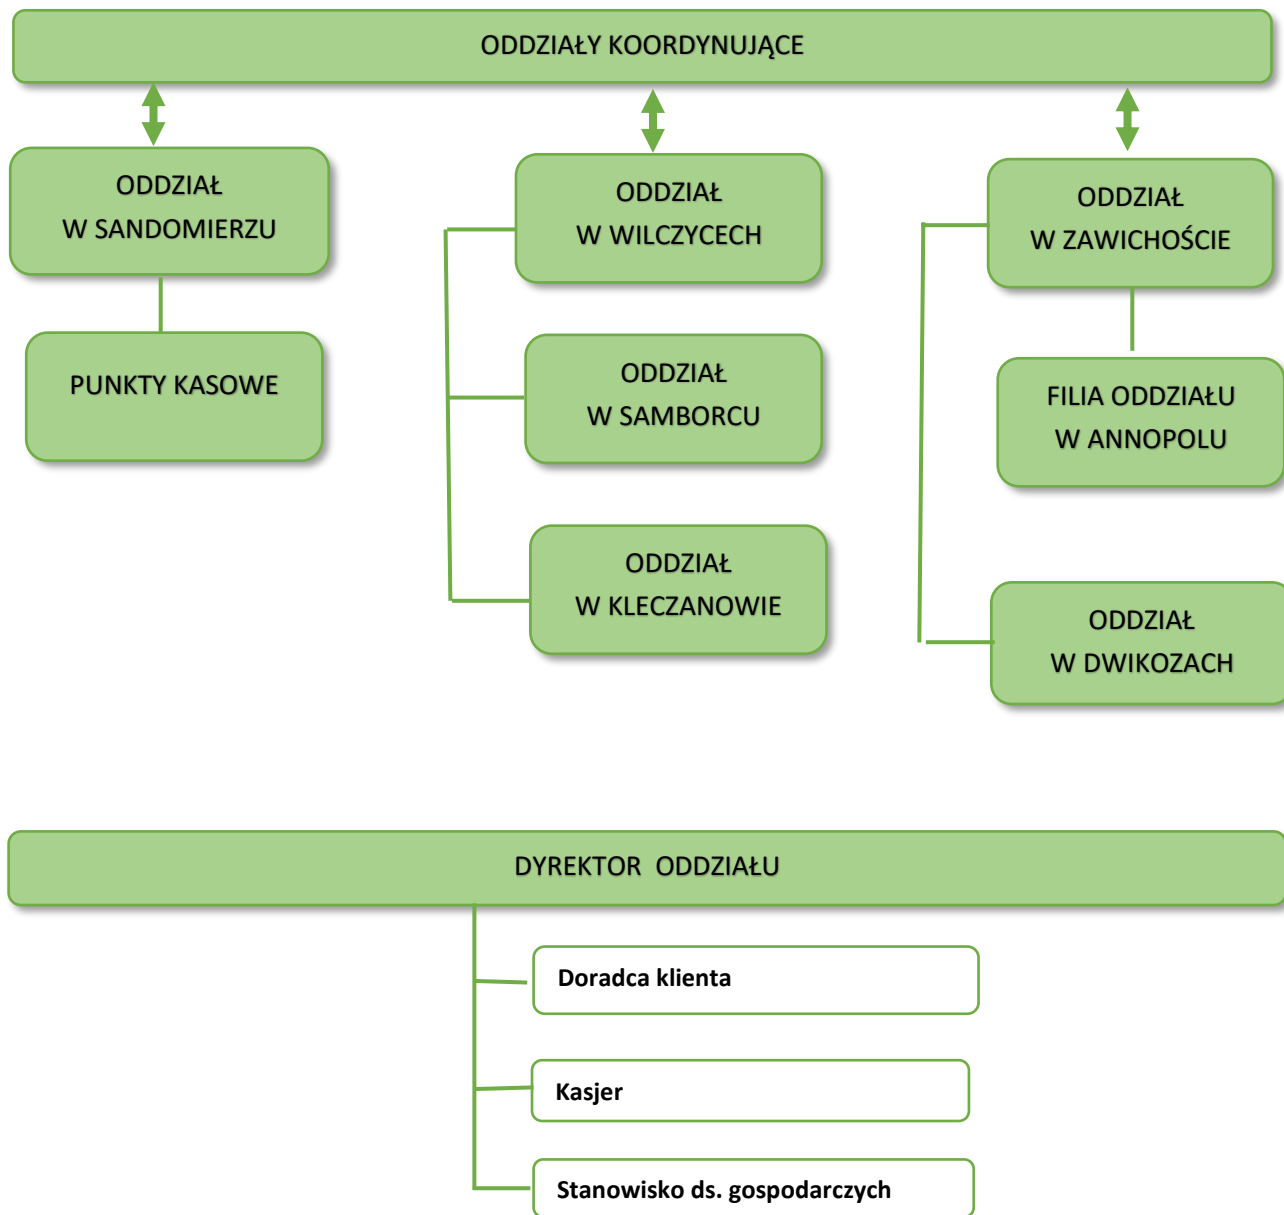 ODDZIAŁY KOORDYNUJĄCE
ODDZIAŁ
W SANDOMIERZU
PUNKTY KASOWE
ODDZIAŁ
W WILCZYCECH
ODDZIAŁ
W SAMBORCU
ODDZIAŁ
W KLECZANOWIE
ODDZIAŁ
W ZAWICHOŚCIE
FILIA ODDZIAŁU
W ANNOPOLU
ODDZIAŁ
W DWIKOZACH
DYREKTOR ODDZIAŁU
Doradca klienta
Kasjer
Stanowisko ds. gospodarczych